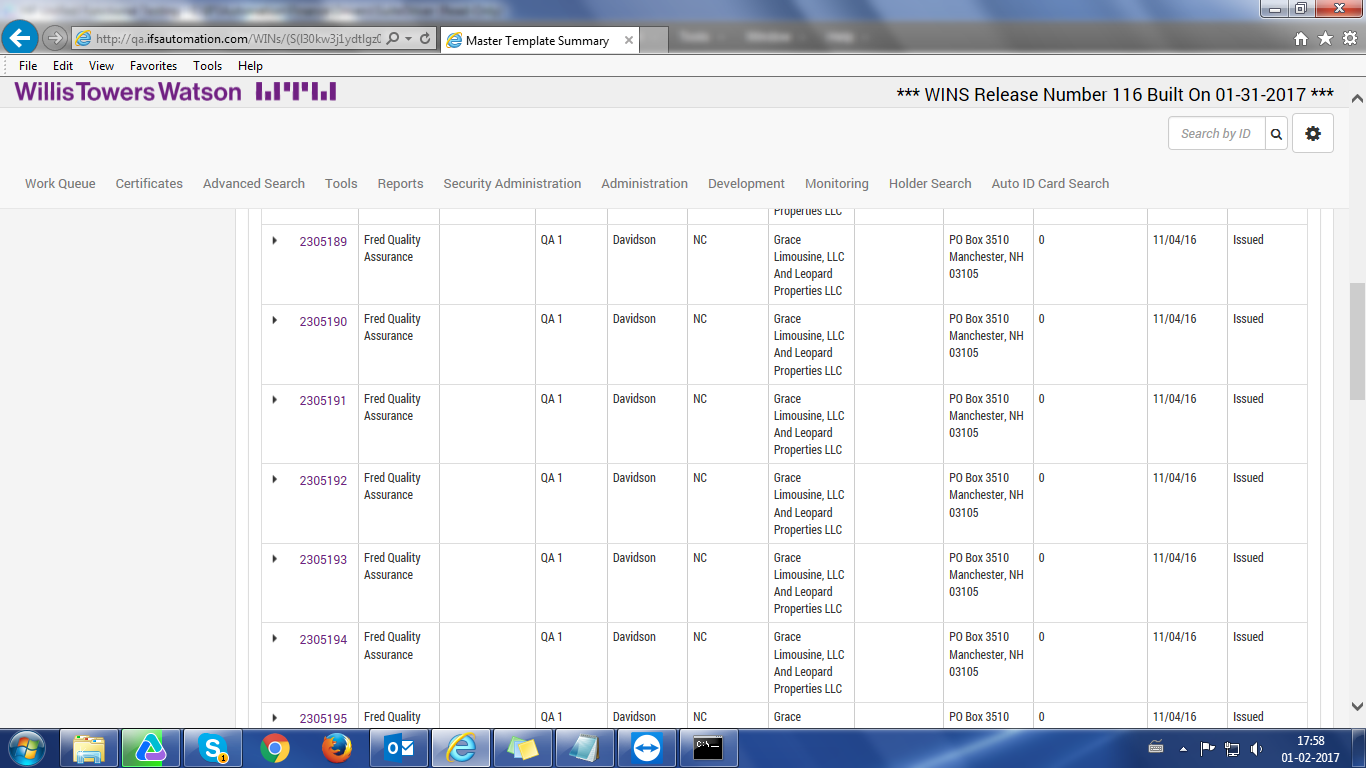 http://qa.ifsautomation.com/WINs/(S(l30kw3j1ydtlgz0
Master Template Summary
File Edit View Favorites Tools Help
WillisTowersWatson
*** WINS Release Number 116 Built On 01-31-2017 ***
Search by ID
Work Queue Certificates Advanced Search Tools Reports Security Administration Administration Development Monitoring Holder Search Auto ID Card Search
Properties LLC
2305189 Fred Quality QA 1 Davidson NC Grace PO Box 3510 0 11/04/16 Issued
Assurance Limousine, LLC Manchester, NH
And Leopard 03105
Properties LLC
2305190 Fred Quality QA 1 Davidson NC Grace PO Box 3510 0 11/04/16 Issued
Assurance Limousine, LLC Manchester, NH
And Leopard 03105
Properties LLC
2305191 Fred Quality QA 1 Davidson NC Grace PO Box 3510 0 11/04/16 Issued
Assurance Limousine, LLC Manchester, NH
And Leopard 03105
Properties LLC
2305192 Fred Quality QA 1 Davidson NC Grace PO Box 3510 0 11/04/16 Issued
Assurance Limousine, LLC Manchester, NH
And Leopard 03105
Properties LLC
2305193 Fred Quality QA 1 Davidson NC Grace PO Box 3510 0 11/04/16 Issued
Assurance Limousine, LLC Manchester, NH
And Leopard 03105
Properties LLC
2305194 Fred Quality QA 1 Davidson NC Grace PO Box 3510 0 11/04/16 Issued
Assurance Limousine, LLC Manchester, NH
And Leopard 03105
Properties LLC
2305195 Fred Quality QA 1 Davidson NC Grace PO Box 3510 0 11/04/16 Issued
17:58
01-02-2017